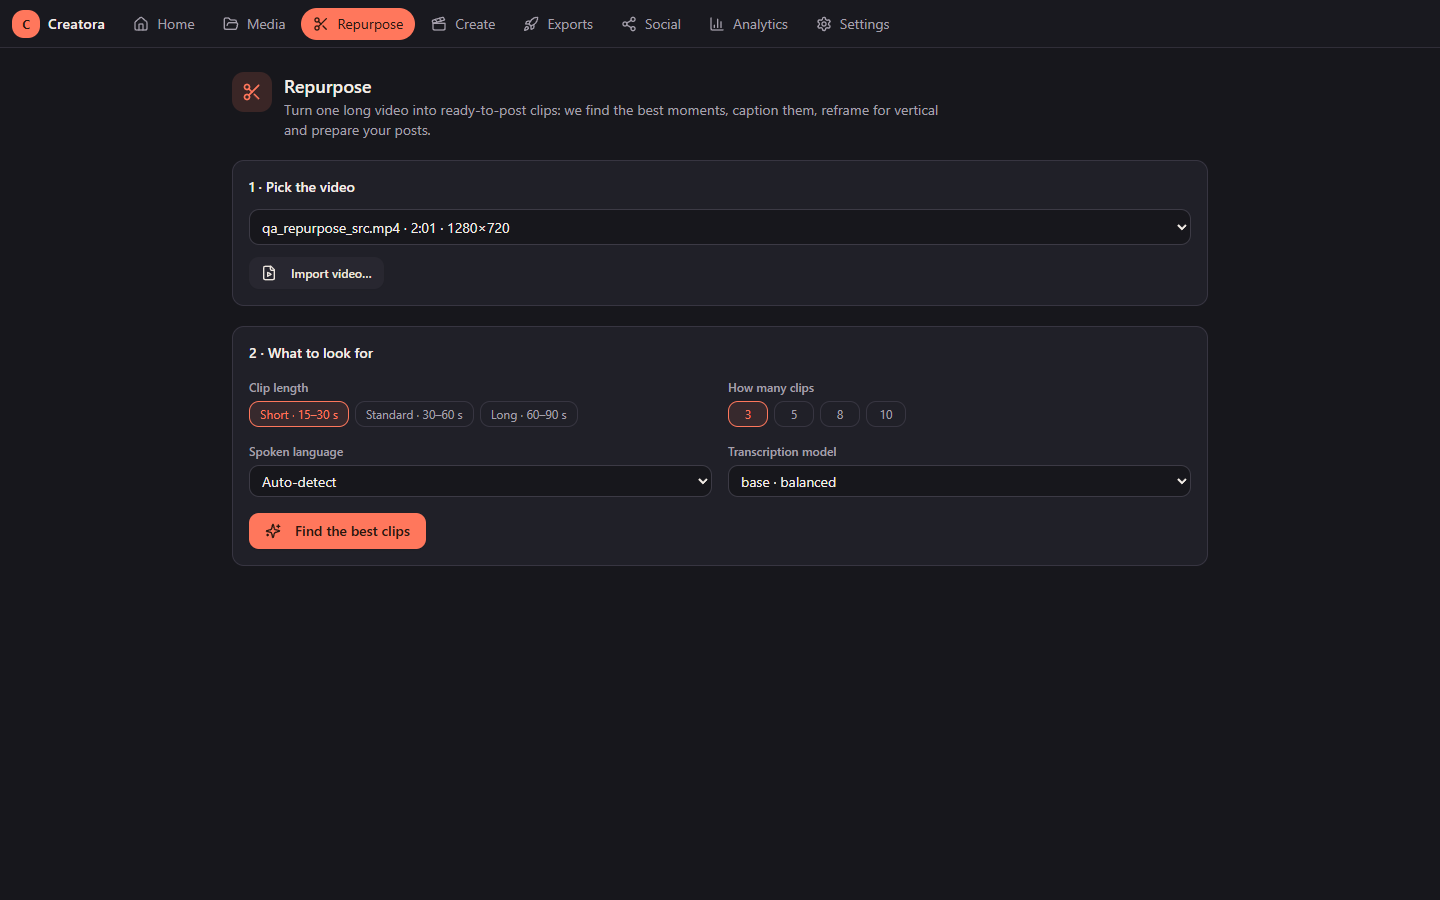 C Creatora Home Media Repurpose Create Exports Social Analytics Settings
Repurpose
Turn one long video into ready-to-post clips: we find the best moments, caption them, reframe for vertical
and prepare your posts.
1 · Pick the video
qa_repurpose_src.mp4 · 2:01 · 1280×720
Import video...
2 · What to look for
Clip length How many clips
Short · 15–30 s Standard · 30–60 s Long · 60–90 s 3 5 8 10
Spoken language Transcription model
Auto-detect base · balanced
Find the best clips